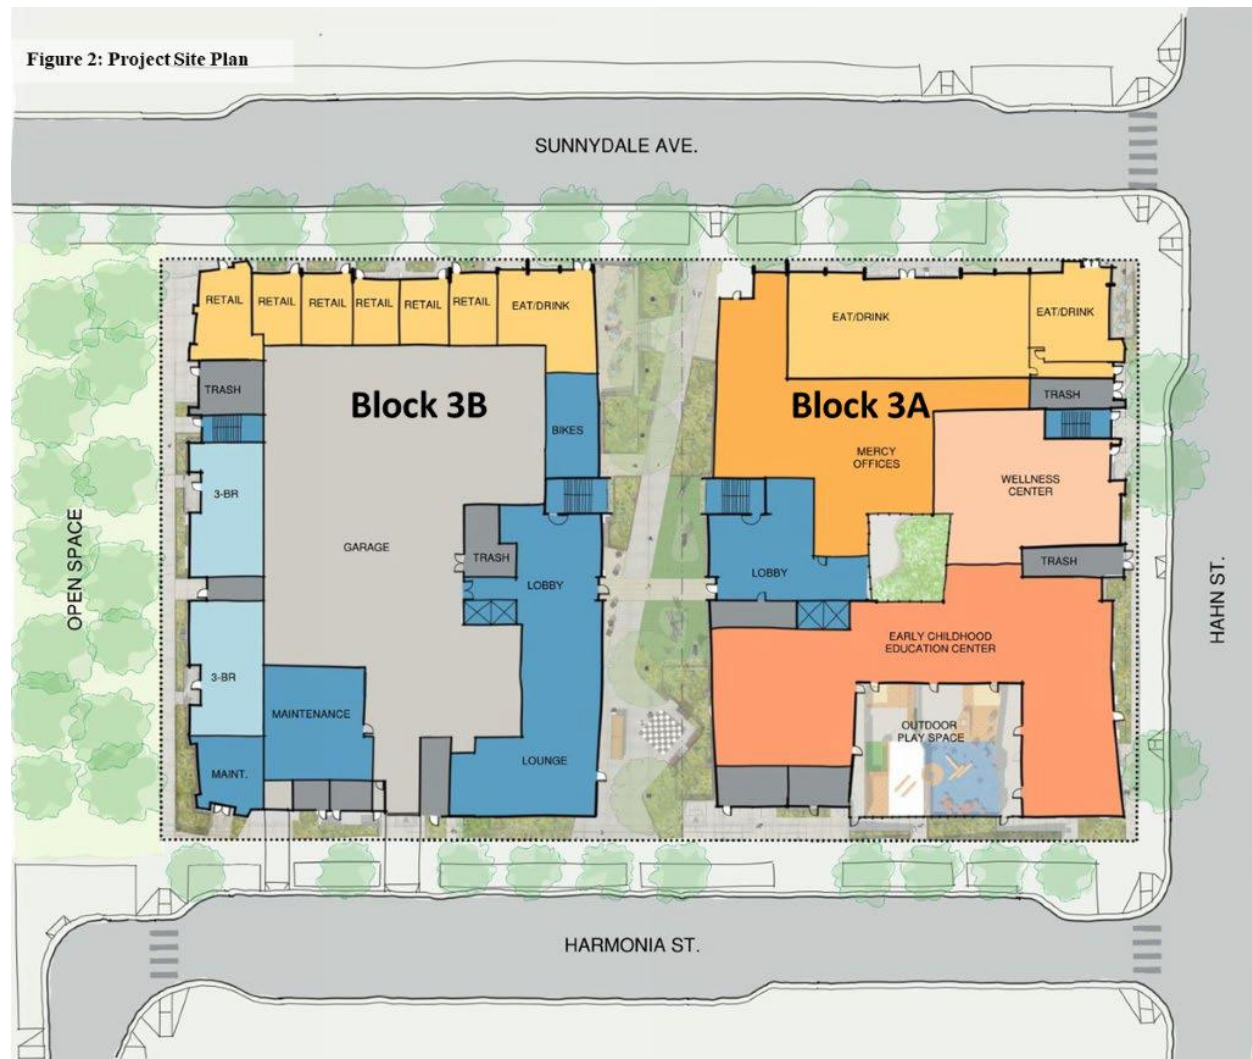 Figure 2: Project Site Plan
SUNNYDALE AVE.
RETAIL
RETAIL
RETAIL
RETAIL
RETAIL
RETAIL
EAT/DRINK
EAT/DRINK
EAT/DRINK
TRASH
Block 3B
BIKES
Block 3A
TRASH
MERCY
OFFICES
WELLNESS
CENTER
3-BR
GARAGE
TRASH
LOBBY
LOBBY
TRASH
OPEN SPACE
HAHN ST.
EARLY CHILDHOOD
EDUCATION CENTER
3-BR
MAINTENANCE
OUTDOOR
PLAY SPACE
MAINT.
LOUNGE
HARMONIA ST.